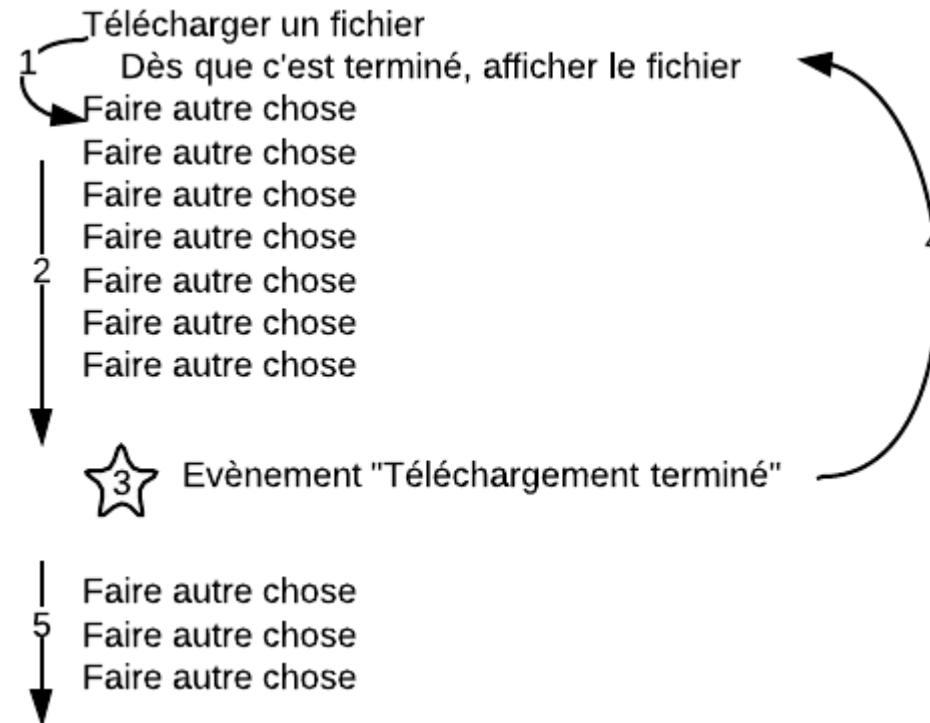 Télécharger un fichier
1
Dès que c'est terminé, afficher le fichier
Faire autre chose
Faire autre chose
Faire autre chose
Faire autre chose
2
Faire autre chose
Faire autre chose
Faire autre chose
3 Evènement "Téléchargement terminé"
Faire autre chose
5
Faire autre chose
Faire autre chose